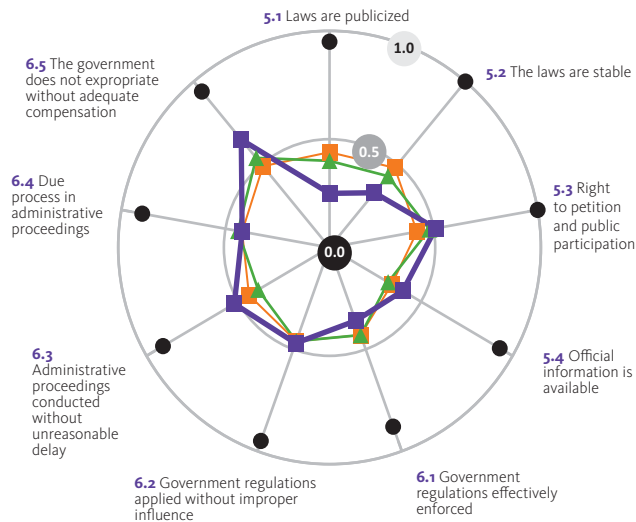 5.1 Laws are publicized
1.0
5.2 The laws are stable
6.5 The government
does not expropriate
without adequate
compensation
0.5
6.4 Due
process in
administrative
proceedings
5.3 Right
to petition
and public
participation
0.0
6.3
Administrative
proceedings
conducted
without
unreasonable
delay
5.4 Official
information is
available
6.2 Government regulations
applied without improper
influence
6.1 Government
regulations effectively
enforced